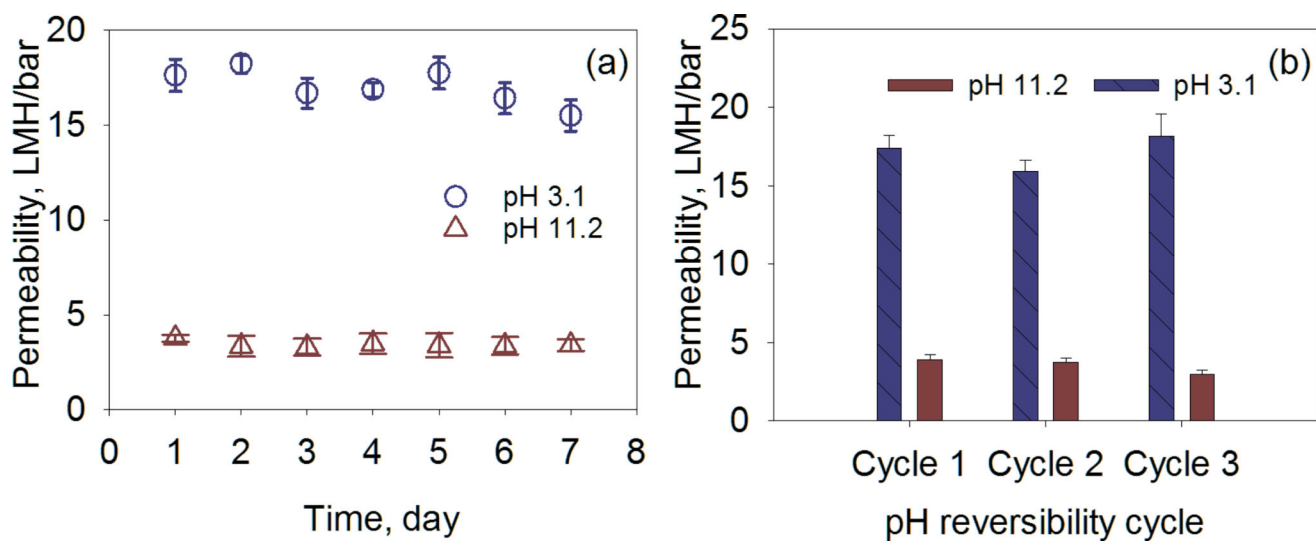 Permeability, LMH/bar
20
15
10
5
0
(a)
pH 3.1
pH 11.2
0 1 2 3 4 5 6 7 8
Time, day
Permeability, LMH/bar
25
20
15
10
5
0
(b)
pH 11.2 pH 3.1
Cycle 1 Cycle 2 Cycle 3
pH reversibility cycle